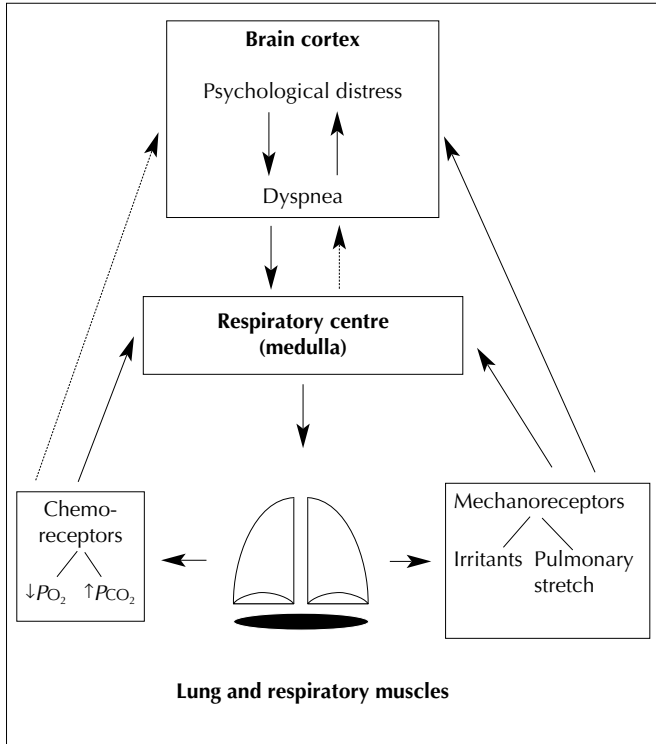 Brain cortex
Psychological distress
Dyspnea
Respiratory centre
(medulla)
Chemo-
receptors
↓PO₂ ↑PCO₂
Mechanoreceptors
Irritants Pulmonary
stretch
Lung and respiratory muscles